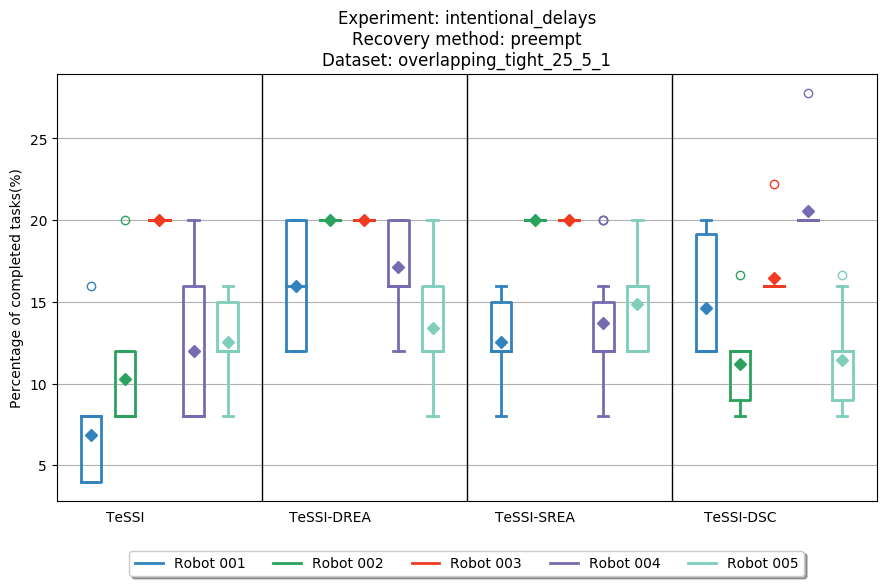 Experiment: intentional_delays
Recovery method: preempt
Dataset: overlapping_tight_25_5_1
Percentage of completed tasks(%)
25
20
15
10
5
TeSSI TeSSI-DREA TeSSI-SREA TeSSI-DSC
Robot 001 Robot 002 Robot 003 Robot 004 Robot 005